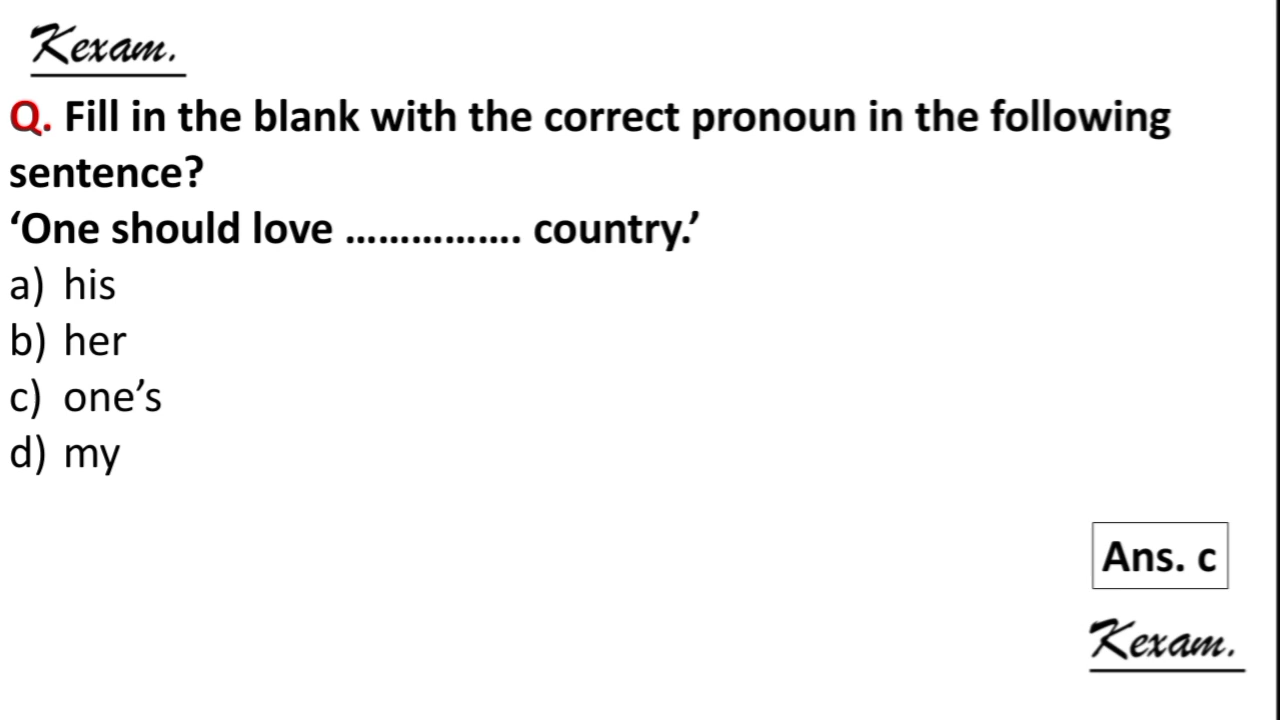 Kexam.
Q. Fill in the blank with the correct pronoun in the following
sentence?
‘One should love ................ country.’
a) his
b) her
c) one’s
d) my
Ans. c
Kexam.